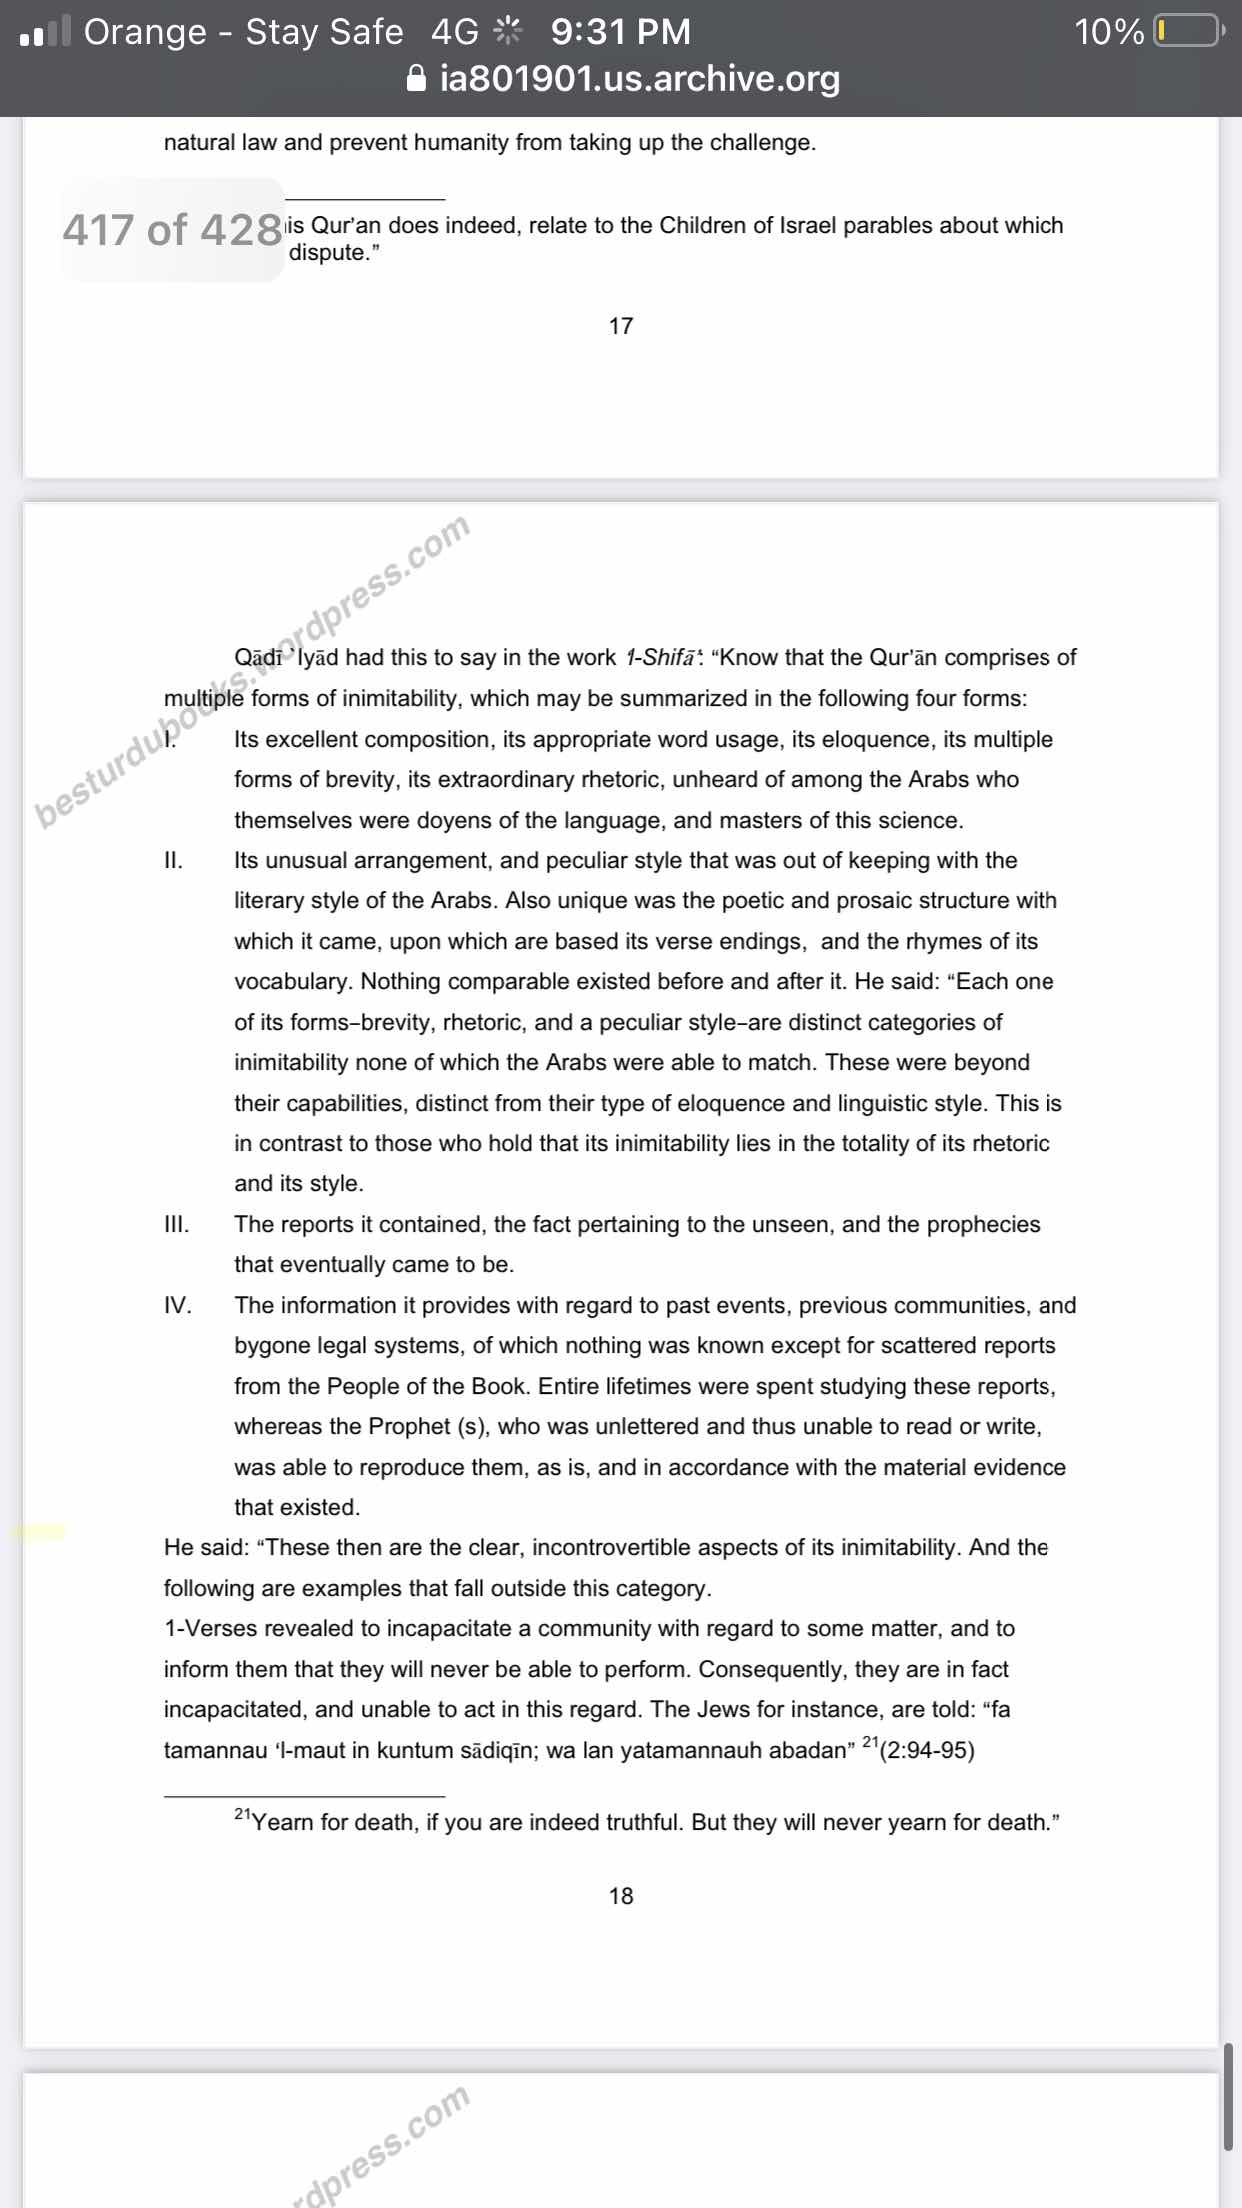 Orange - Stay Safe 4G 9:31 PM 10%
ia801901.us.archive.org
natural law and prevent humanity from taking up the challenge.
417 of 428
is Qur’an does indeed, relate to the Children of Israel parables about which
dispute.”
17
besturdubooks.wordpress.com
Qādī `Iyād had this to say in the work ‘l-Shifā’: “Know that the Qur’ān comprises of
multiple forms of inimitability, which may be summarized in the following four forms:
I. Its excellent composition, its appropriate word usage, its eloquence, its multiple
forms of brevity, its extraordinary rhetoric, unheard of among the Arabs who
themselves were doyens of the language, and masters of this science.
II. Its unusual arrangement, and peculiar style that was out of keeping with the
literary style of the Arabs. Also unique was the poetic and prosaic structure with
which it came, upon which are based its verse endings, and the rhymes of its
vocabulary. Nothing comparable existed before and after it. He said: “Each one
of its forms–brevity, rhetoric, and a peculiar style–are distinct categories of
inimitability none of which the Arabs were able to match. These were beyond
their capabilities, distinct from their type of eloquence and linguistic style. This is
in contrast to those who hold that its inimitability lies in the totality of its rhetoric
and its style.
III. The reports it contained, the fact pertaining to the unseen, and the prophecies
that eventually came to be.
IV. The information it provides with regard to past events, previous communities, and
bygone legal systems, of which nothing was known except for scattered reports
from the People of the Book. Entire lifetimes were spent studying these reports,
whereas the Prophet (s), who was unlettered and thus unable to read or write,
was able to reproduce them, as is, and in accordance with the material evidence
that existed.
He said: “These then are the clear, incontrovertible aspects of its inimitability. And the
following are examples that fall outside this category.
1-Verses revealed to incapacitate a community with regard to some matter, and to
inform them that they will never be able to perform. Consequently, they are in fact
incapacitated, and unable to act in this regard. The Jews for instance, are told: “fa
tamannau ‘l-maut in kuntum sādiqīn; wa lan yatamannauh abadan” 21(2:94-95)
21Yearn for death, if you are indeed truthful. But they will never yearn for death.”
18
rdpress.com